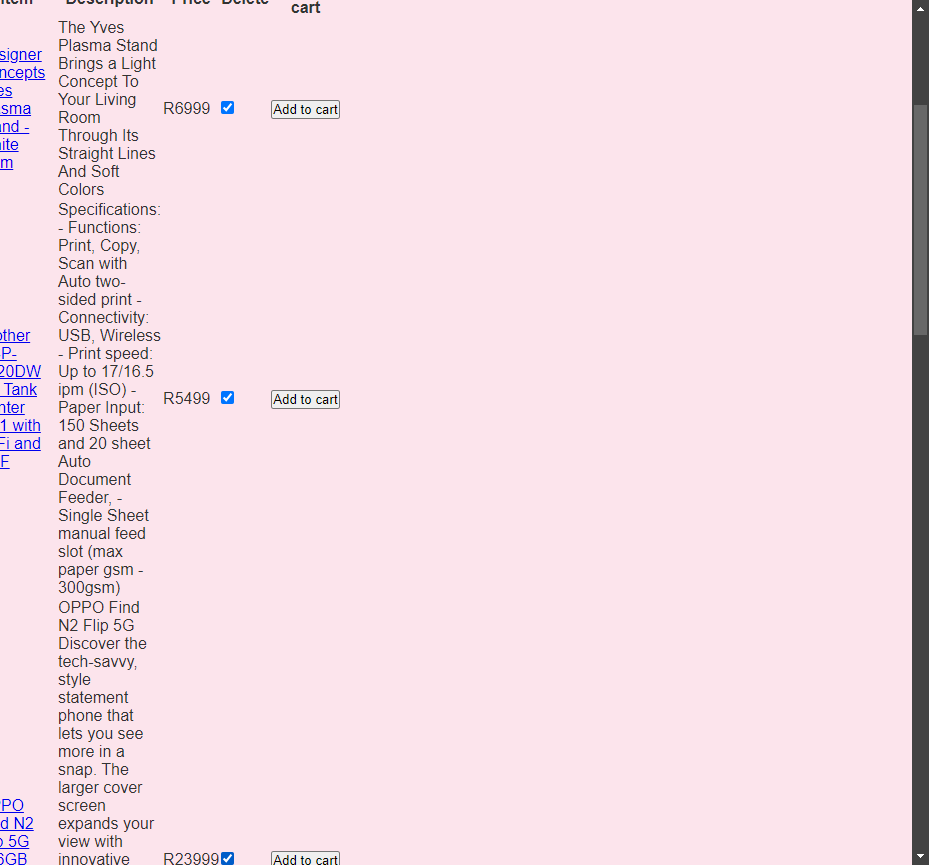 Item Description Price Delete
cart
The Yves
Plasma Stand
Brings a Light
signer
Concept To
ncepts
Your Living
es
Room
R6999
Add to cart
sma
Through Its
nd -
Straight Lines
ite
And Soft
m
Colors
Specifications:
- Functions:
Print, Copy,
Scan with
Auto two-
sided print -
Connectivity:
other
USB, Wireless
P-
- Print speed:
20DW
Up to 17/16.5
Tank
ipm (ISO) -
nter
Paper Input:
R5499
Add to cart
1 with
150 Sheets
Fi and
and 20 sheet
F
Auto
Document
Feeder, -
Single Sheet
manual feed
slot (max
paper gsm -
300gsm)
OPPO Find
N2 Flip 5G
Discover the
tech-savvy,
style
statement
phone that
lets you see
more in a
snap. The
larger cover
PPO
screen
d N2
expands your
p 5G
view with
6GB
innovative
R23999
Add to cart